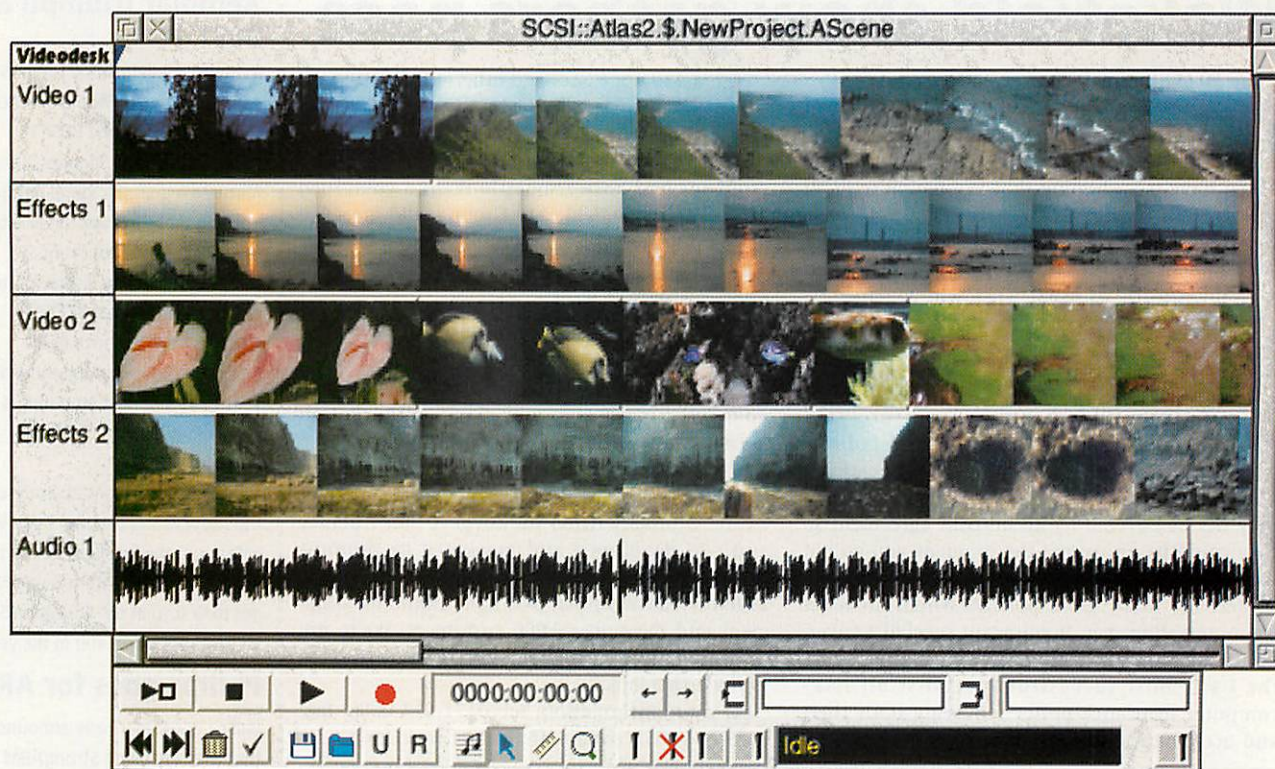 SCSI::Atlas2.$.NewProject.AScene
Videodesk
Video 1
Effects 1
Video 2
Effects 2
Audio 1
0000:00:00:00
U R
Idle